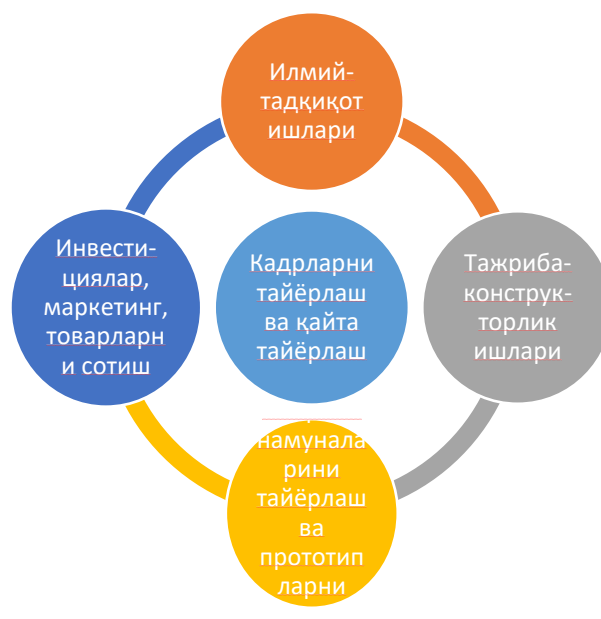 Илмий-
тадқиқот
ишлари
Инвести-
циялар,
маркетинг,
товарларн
и сотиш
Кадрларни
тайёрлаш
ва қайта
тайёрлаш
Тажриба-
конструк-
торлик
ишлари
намунала
рини
тайёрлаш
ва
прототип
ларни